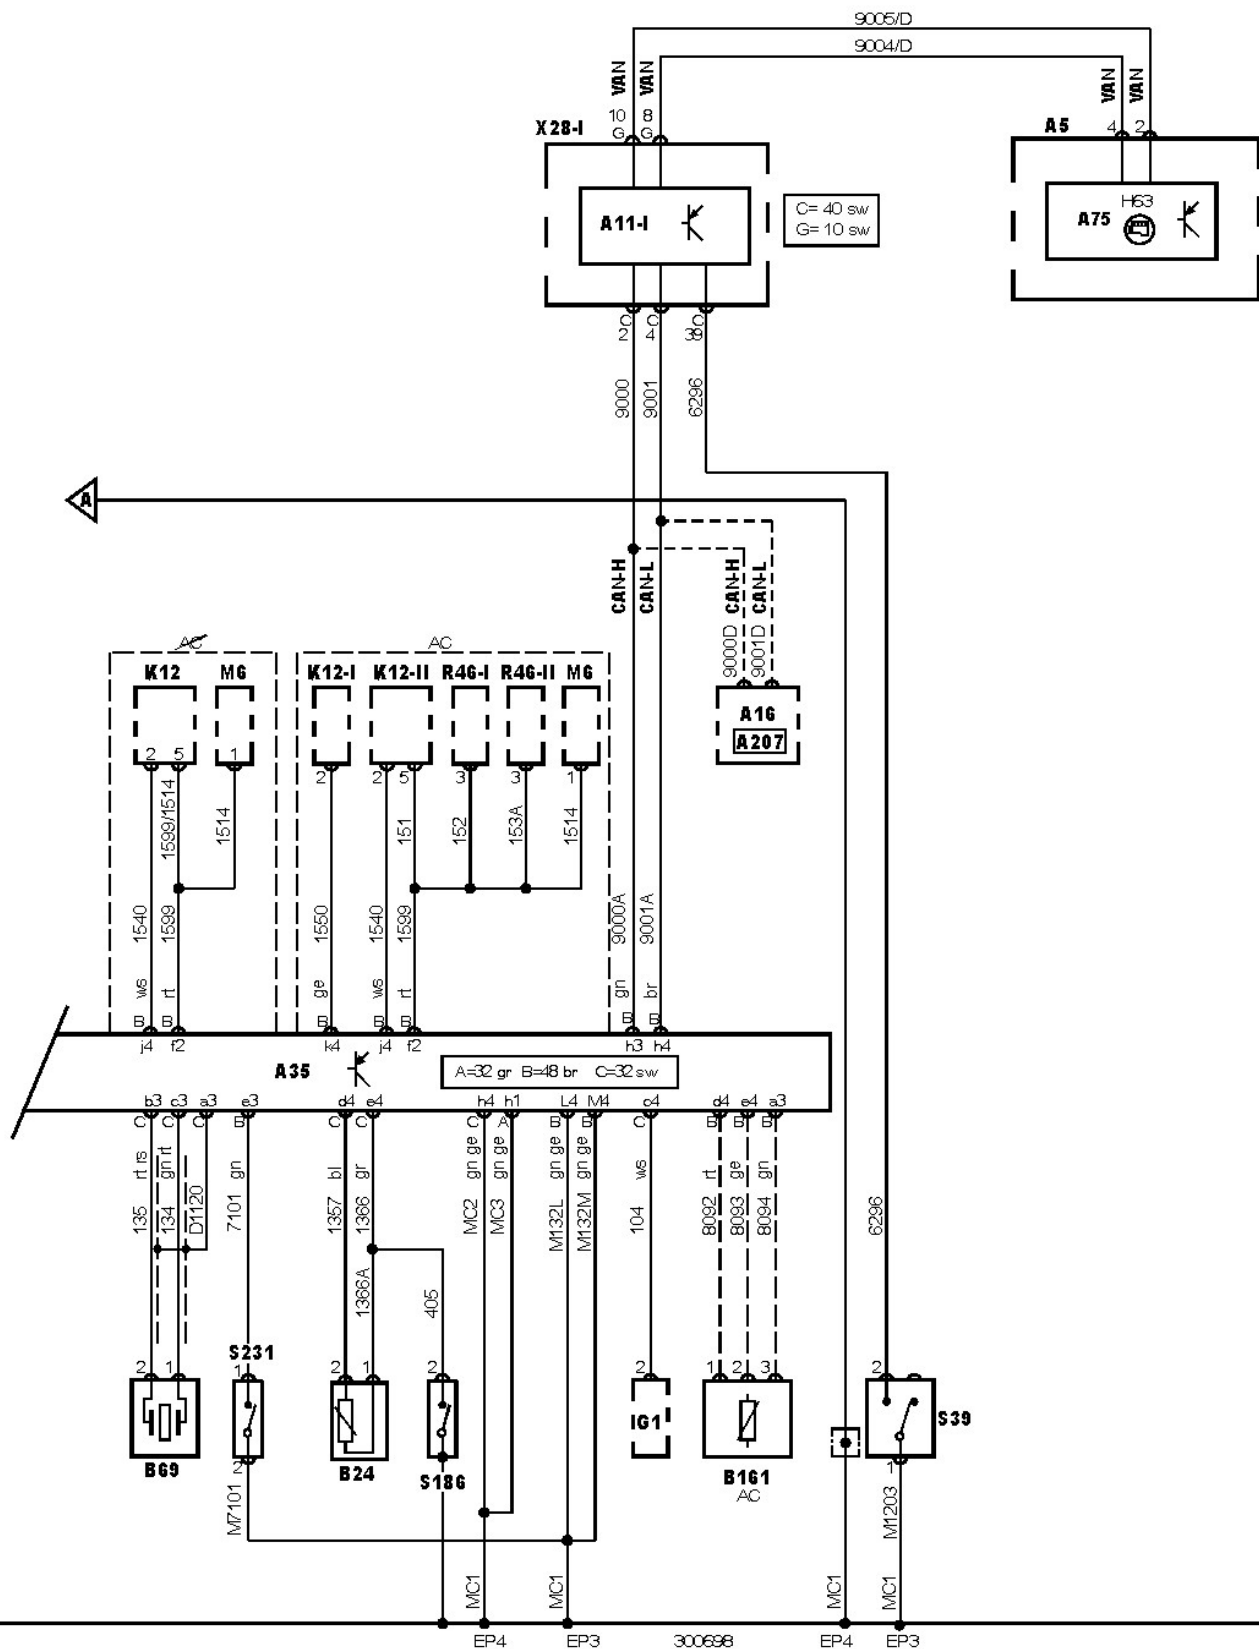 9005/D
9004/D
VAN
VAN
VAN
VAN
10 8
G G
X28-I
A5
4 2
A11-I
C= 40 sw
G= 10 sw
H63
A75
C C C
2 4 39
9000
9001
6296
A
CAN-H
CAN-L
CAN-H
CAN-L
9000D
9001D
AC
AC
K12
M6
K12-I
K12-II
R46-I
R46-II
M6
A16
A207
2 5 1
2 2 5 3 3 1
1599/1514
1514
151
152
153A
1514
1540
1599
1550
1540
1599
9000A
9001A
ws
rt
ge
ws
rt
gn
br
B B B B B B B
j4 f2 k4 j4 f2 h3 h4
A35
A=32 gr B=48 br C=32 sw
b3 c3 a3 e3 d4 e4 h4 h1 L4 M4 c4 d4 e4 a3
C C C B C C C A B B C B B B
rt rs
gn rt
gn
bl
gr
gn ge
gn ge
gn ge
gn ge
ws
rt
ge
gn
135
134
D1120
7101
1357
1366
MC2
MC3
M132L
M132M
104
8092
8093
8094
6296
1366A
405
S231
2 1 1 2 1 2 2 1 2 3 2
IG1
S39
B69
2
B24
S186
B161
AC
1
M7101
M1203
MC1
MC1
MC1
MC1
EP4
EP3
300698
EP4
EP3